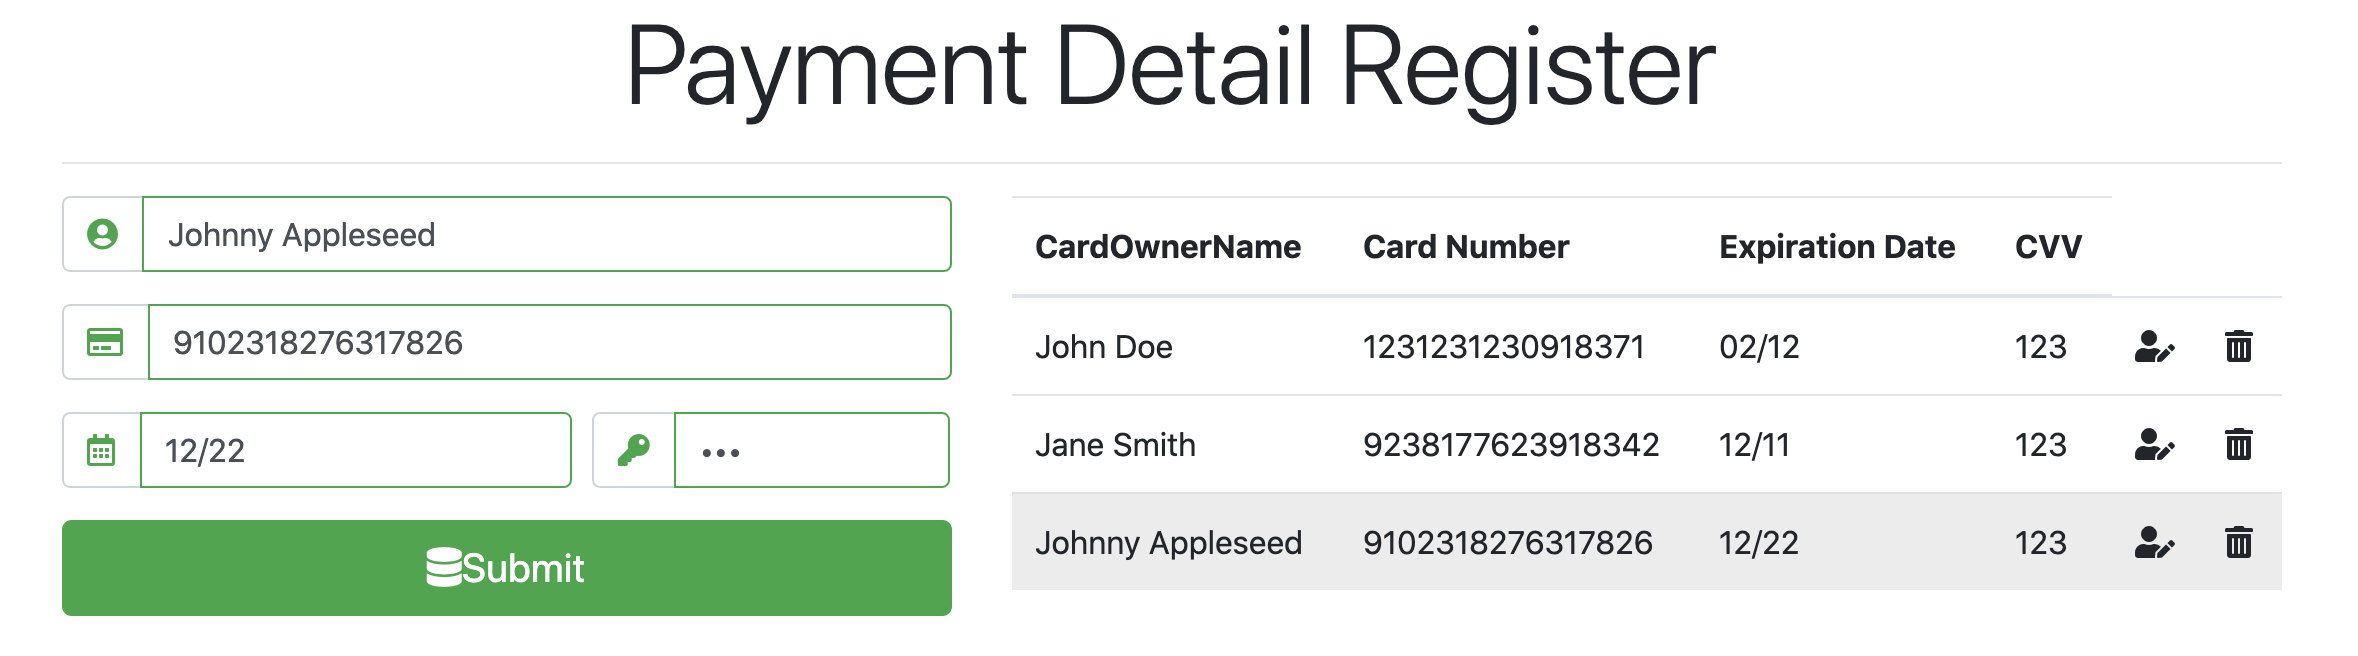 Payment Detail Register
Johnny Appleseed
9102318276317826
12/22 •••
Submit
CardOwnerName Card Number Expiration Date CVV
John Doe 1231231230918371 02/12 123
Jane Smith 9238177623918342 12/11 123
Johnny Appleseed 9102318276317826 12/22 123